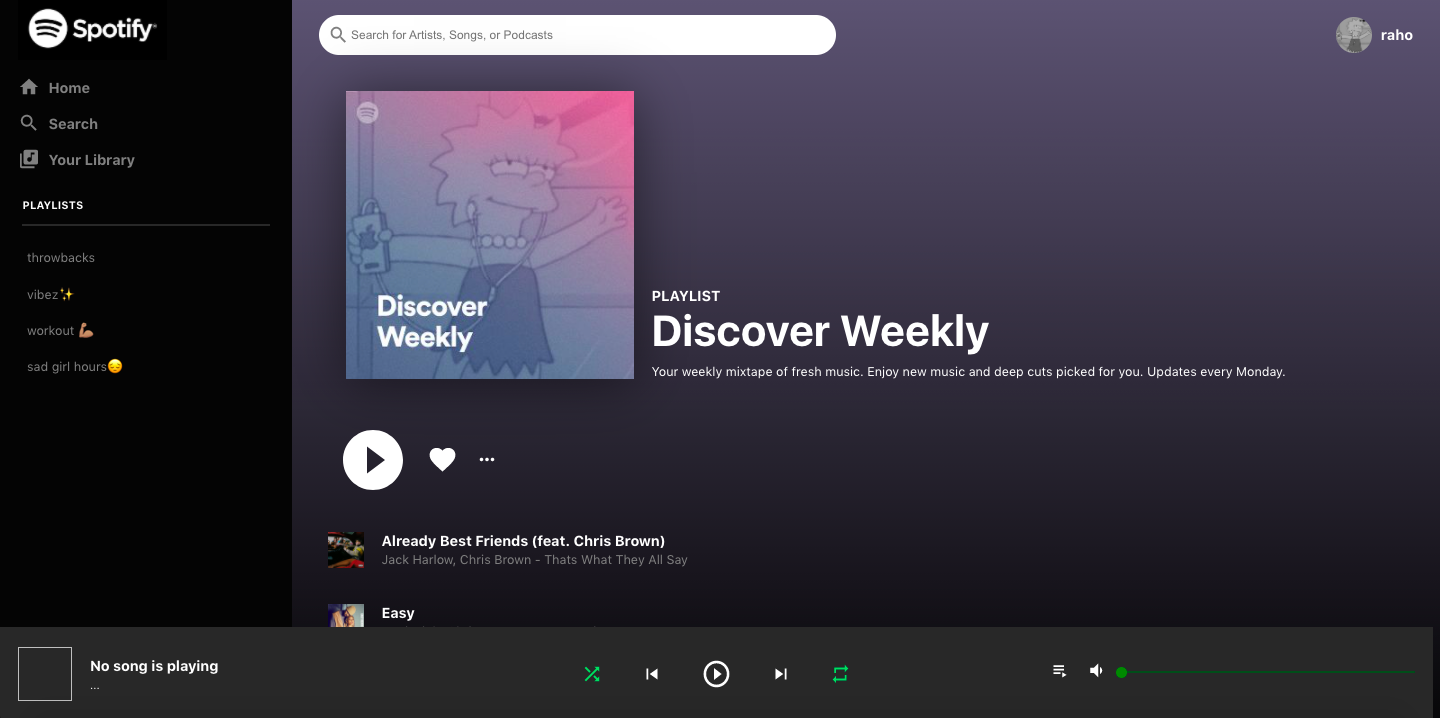 Spotify®
Search for Artists, Songs, or Podcasts
raho
Home
Search
Your Library
PLAYLISTS
throwbacks
vibez✨
workout 💪🏽
sad girl hours😔
Discover
Weekly
PLAYLIST
Discover Weekly
Your weekly mixtape of fresh music. Enjoy new music and deep cuts picked for you. Updates every Monday.
Already Best Friends (feat. Chris Brown)
Jack Harlow, Chris Brown - Thats What They All Say
Easy
No song is playing
...